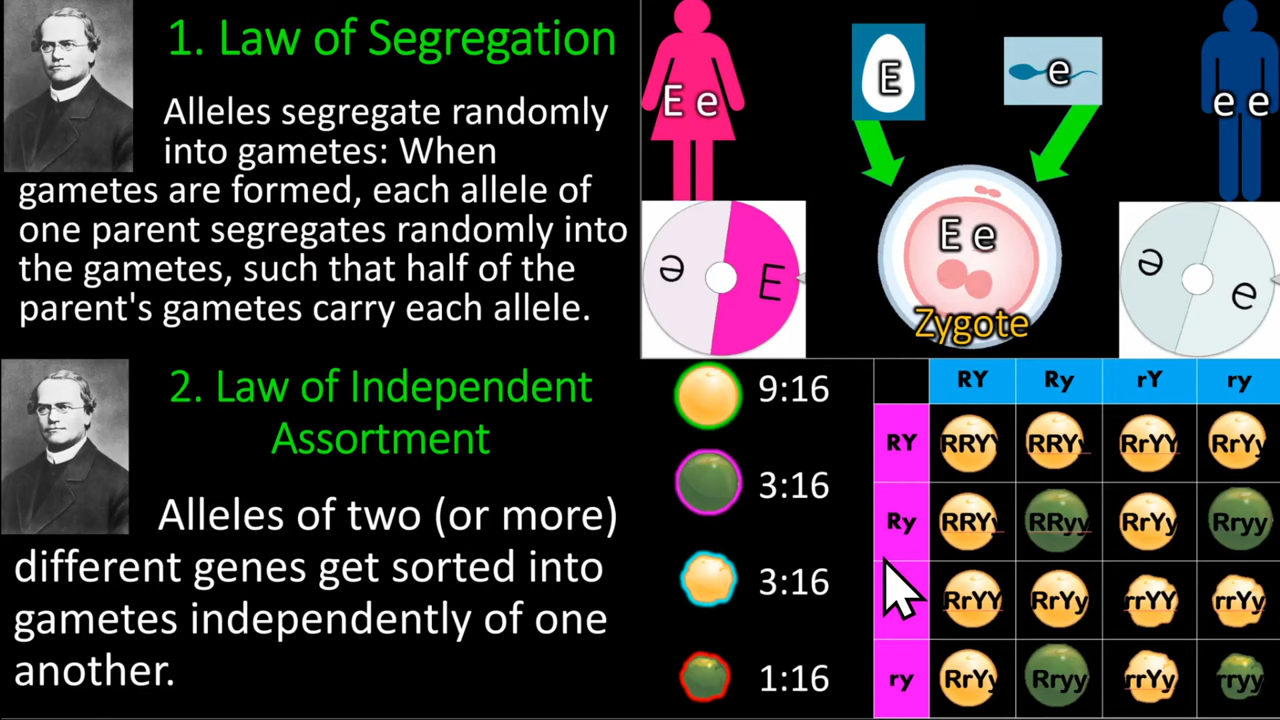 1. Law of Segregation
Alleles segregate randomly
into gametes: When
gametes are formed, each allele of
one parent segregates randomly into
the gametes, such that half of the
parent's gametes carry each allele.
E e
E
e
e e
E e
Zygote
e
E
e
e
2. Law of Independent
Assortment
Alleles of two (or more)
different genes get sorted into
gametes independently of one
another.
9:16
3:16
3:16
1:16
RY Ry rY ry
RY RRYY RRYy RrYY RrYy
Ry RRYy RRyy RrYy Rryy
RrYY RrYy rrYY rrYy
ry RrYy Rryy rrYy rryy